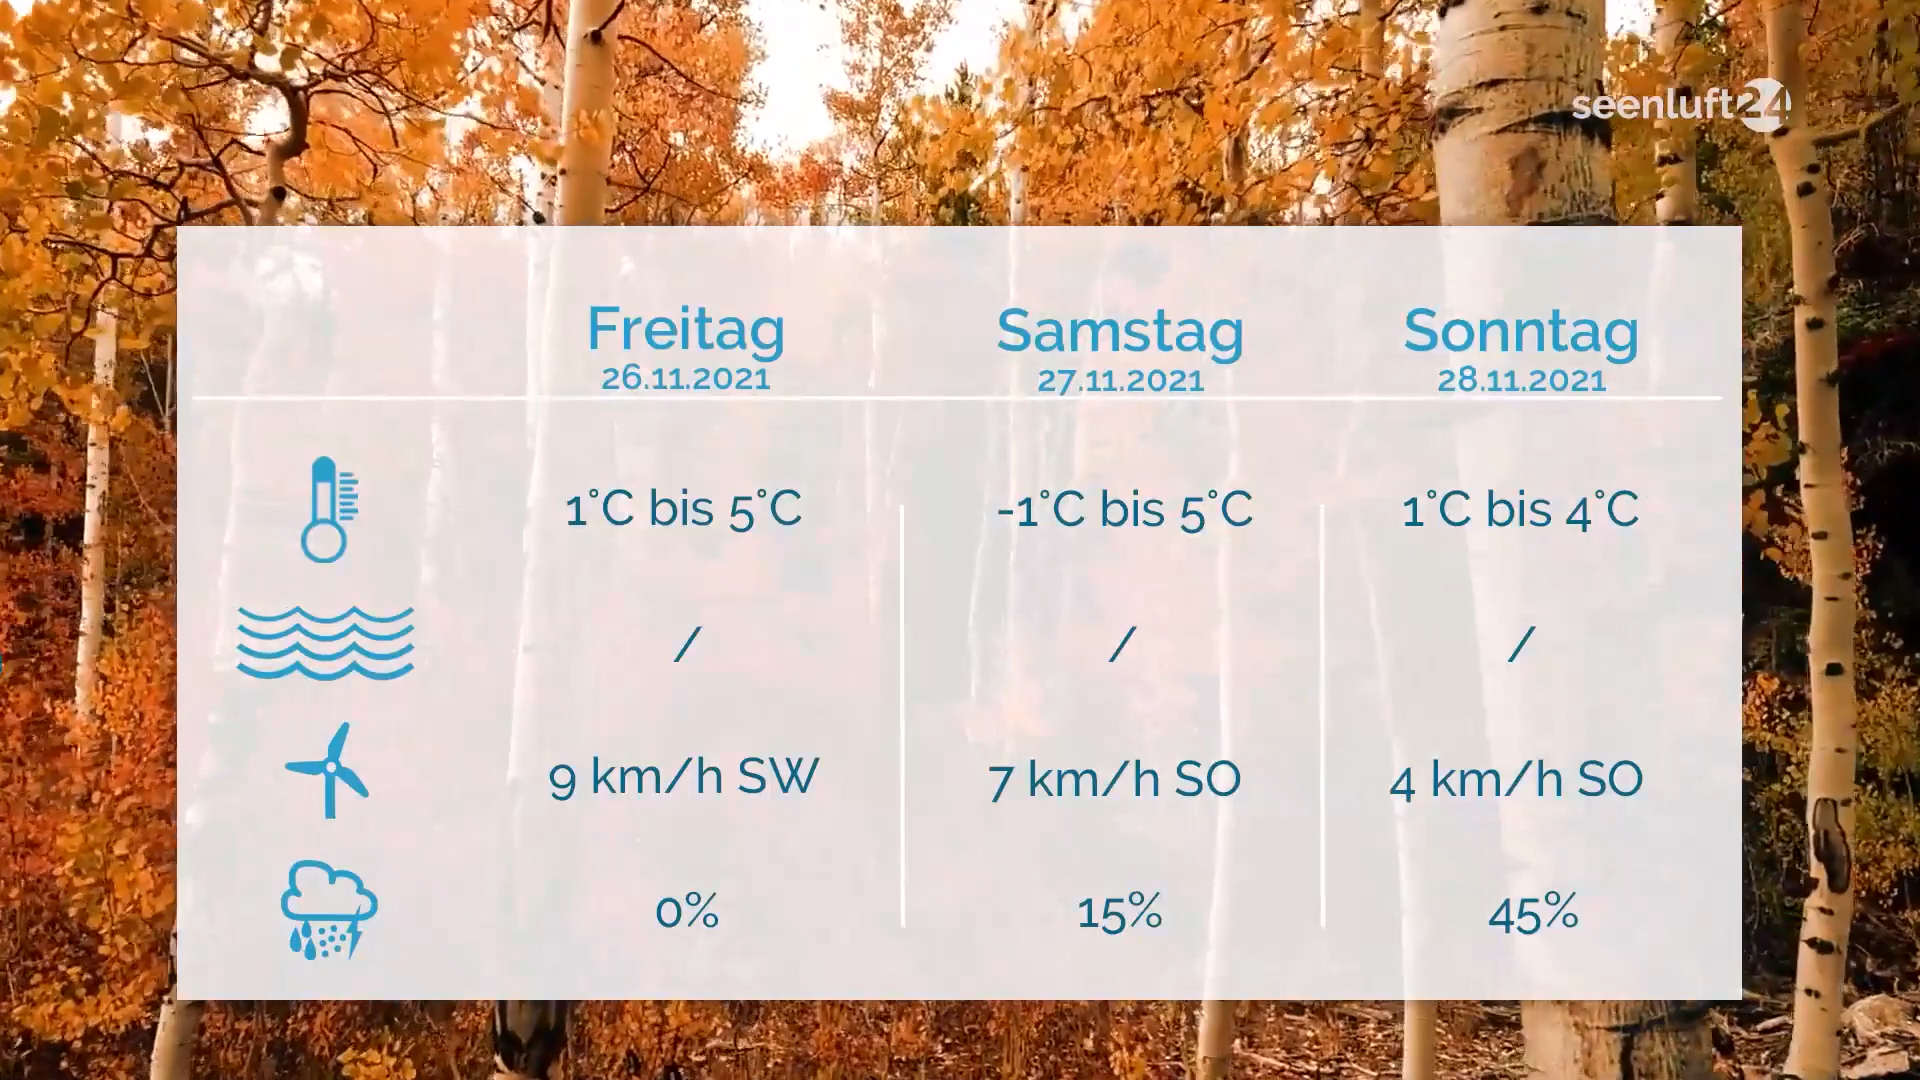 seenluft24
Freitag Samstag Sonntag
26.11.2021 27.11.2021 28.11.2021
1°C bis 5°C -1°C bis 5°C 1°C bis 4°C
/ / /
9 km/h SW 7 km/h SO 4 km/h SO
0% 15% 45%